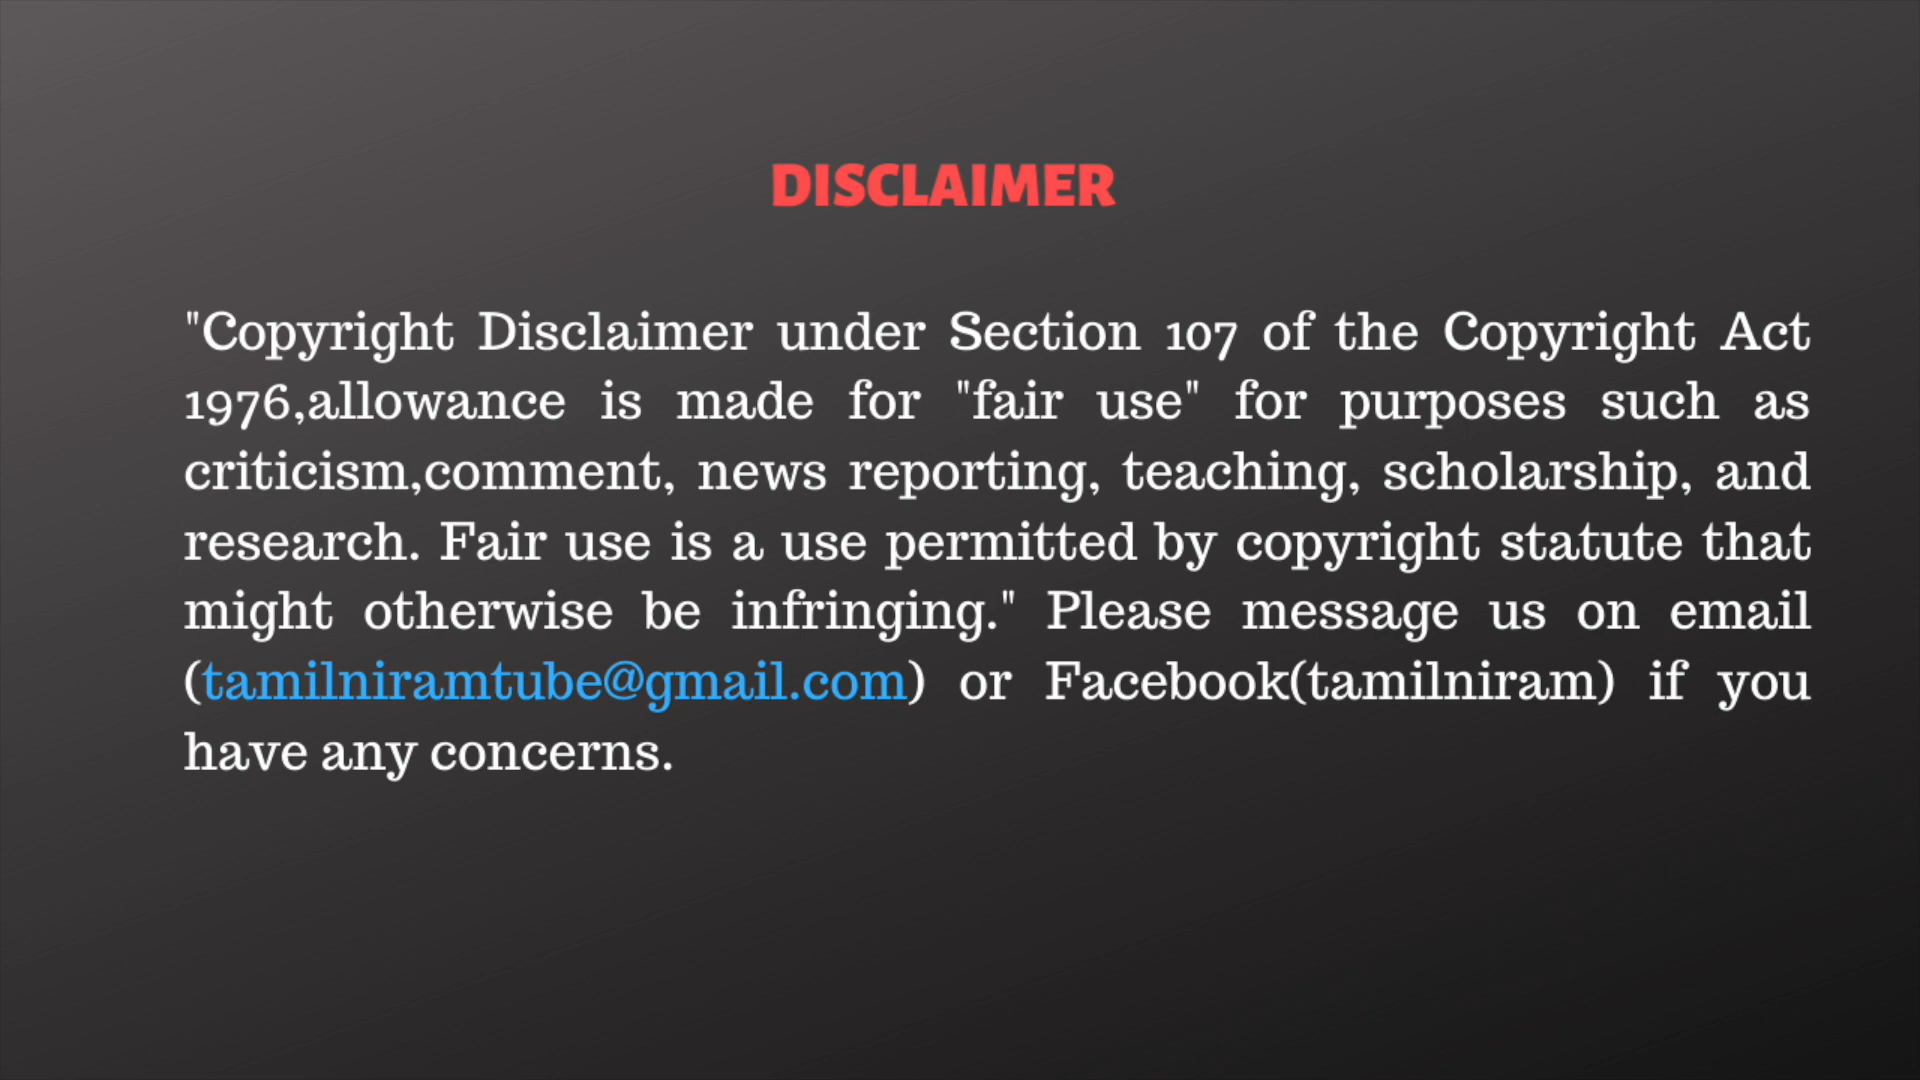 DISCLAIMER
"Copyright Disclaimer under Section 107 of the Copyright Act
1976,allowance is made for "fair use" for purposes such as
criticism,comment, news reporting, teaching, scholarship, and
research. Fair use is a use permitted by copyright statute that
might otherwise be infringing." Please message us on email
(tamilniramtube@gmail.com) or Facebook(tamilniram) if you
have any concerns.